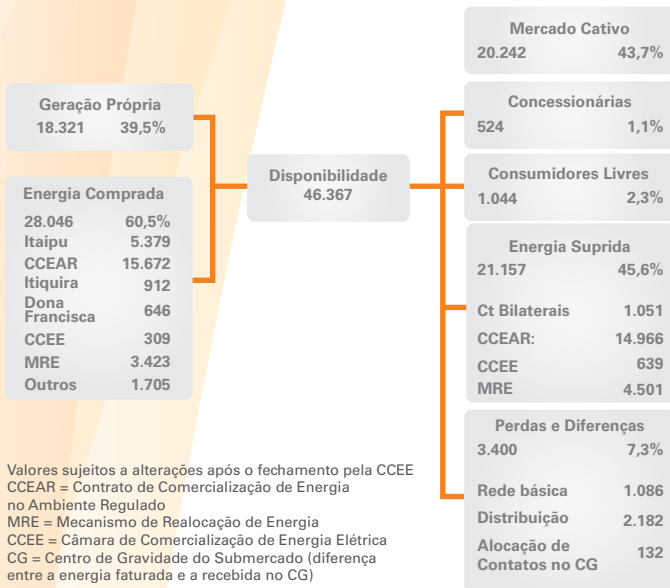 Geração Própria
18.321 39,5%
Energia Comprada
28.046 60,5%
Itaipu 5.379
CCEAR 15.672
Itiquira 912
Dona
Francisca 646
CCEE 309
MRE 3.423
Outros 1.705
Disponibilidade
46.367
Mercado Cativo
20.242 43,7%
Concessionárias
524 1,1%
Consumidores Livres
1.044 2,3%
Energia Suprida
21.157 45,6%
Ct Bilaterais 1.051
CCEAR: 14.966
CCEE 639
MRE 4.501
Perdas e Diferenças
3.400 7,3%
Rede básica 1.086
Distribuição 2.182
Alocação de
Contatos no CG 132
Valores sujeitos a alterações após o fechamento pela CCEE
CCEAR = Contrato de Comercialização de Energia
no Ambiente Regulado
MRE = Mecanismo de Realocação de Energia
CCEE = Câmara de Comercialização de Energia Elétrica
CG = Centro de Gravidade do Submercado (diferença
entre a energia faturada e a recebida no CG)